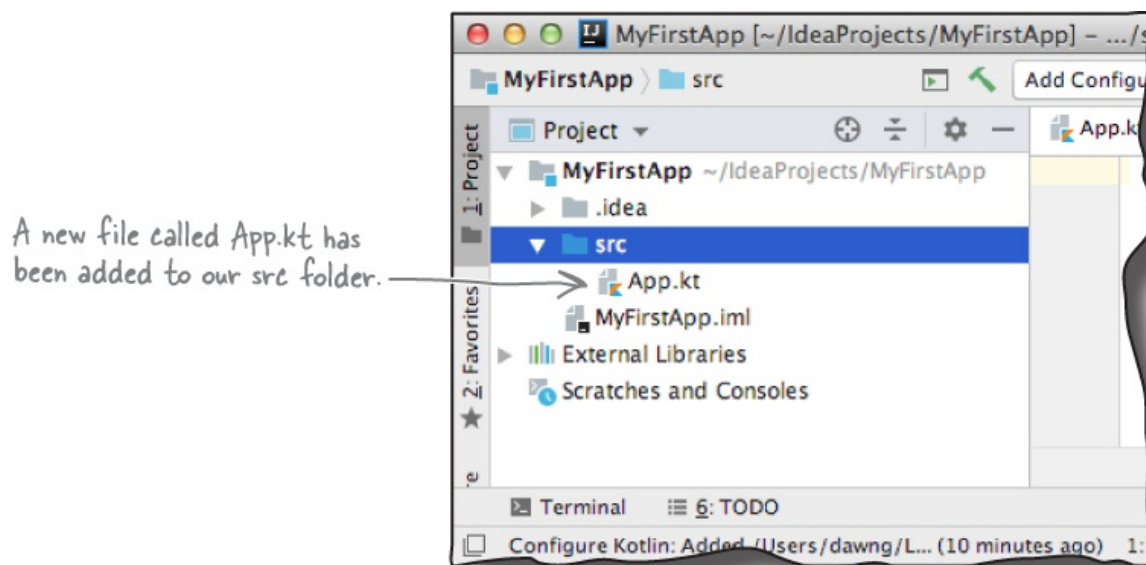 MyFirstApp [~/IdeaProjects/MyFirstApp] – .../s
MyFirstApp src Add Configu
1: Project
Project
App.k
MyFirstApp ~/IdeaProjects/MyFirstApp
.idea
src
A new file called App.kt has
been added to our src folder.
App.kt
MyFirstApp.iml
2: Favorites
External Libraries
Scratches and Consoles
Terminal 6: TODO
Configure Kotlin: Added /Users/dawng/L... (10 minutes ago) 1: